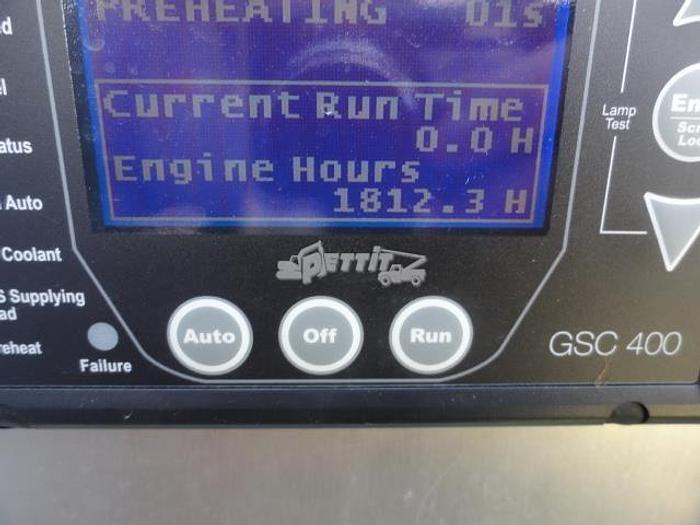 PREHEATING 01s
Current Run Time
0.0 H
Engine Hours
1812.3 H
Auto
Coolant
Supplying
Failure
Auto
Off
Run
PETTIT
GSC 400
Lamp
Test